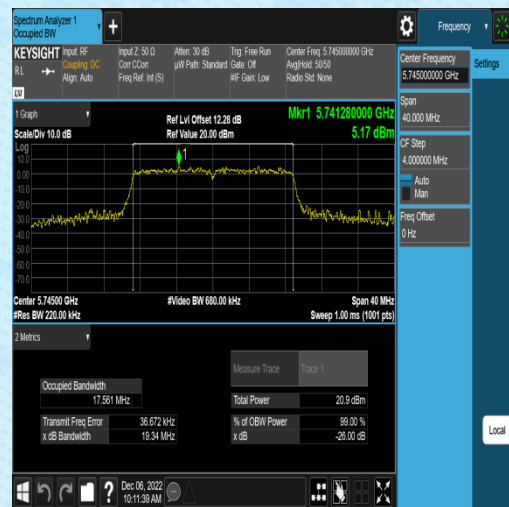 Spectrum Analyzer 1
Occupied BW
Frequency
KEYSIGHT
Input: RF
Coupling: DC
Align: Auto
Input Z: 50 Ω
Corr CCorr
Freq Ref: Int (S)
Atten: 30 dB
µW Path: Standard
Trig: Free Run
Gate: Off
#IF Gain: Low
Center Freq: 5.745000000 GHz
Avg|Hold: 50/50
Radio Std: None
RL
LXI
Center Frequency
5.745000000 GHz
Settings
Span
40.000 MHz
CF Step
4.000000 MHz
Auto
Man
Freq Offset
0 Hz
1 Graph
Scale/Div 10.0 dB
Ref Lvl Offset 12.28 dB
Ref Value 20.00 dBm
Mkr1 5.741280000 GHz
5.17 dBm
Log
10.0
0.00
-10.0
-20.0
-30.0
-40.0
-50.0
-60.0
-70.0
1
Center 5.74500 GHz
#Res BW 220.00 kHz
#Video BW 680.00 kHz
Span 40 MHz
Sweep 1.00 ms (1001 pts)
2 Metrics
Measure Trace
Trace 1
Occupied Bandwidth
17.561 MHz
Total Power
20.9 dBm
Transmit Freq Error
36.672 kHz
% of OBW Power
99.00 %
x dB Bandwidth
19.34 MHz
x dB
-26.00 dB
Local
?
Dec 06, 2022
10:11:39 AM